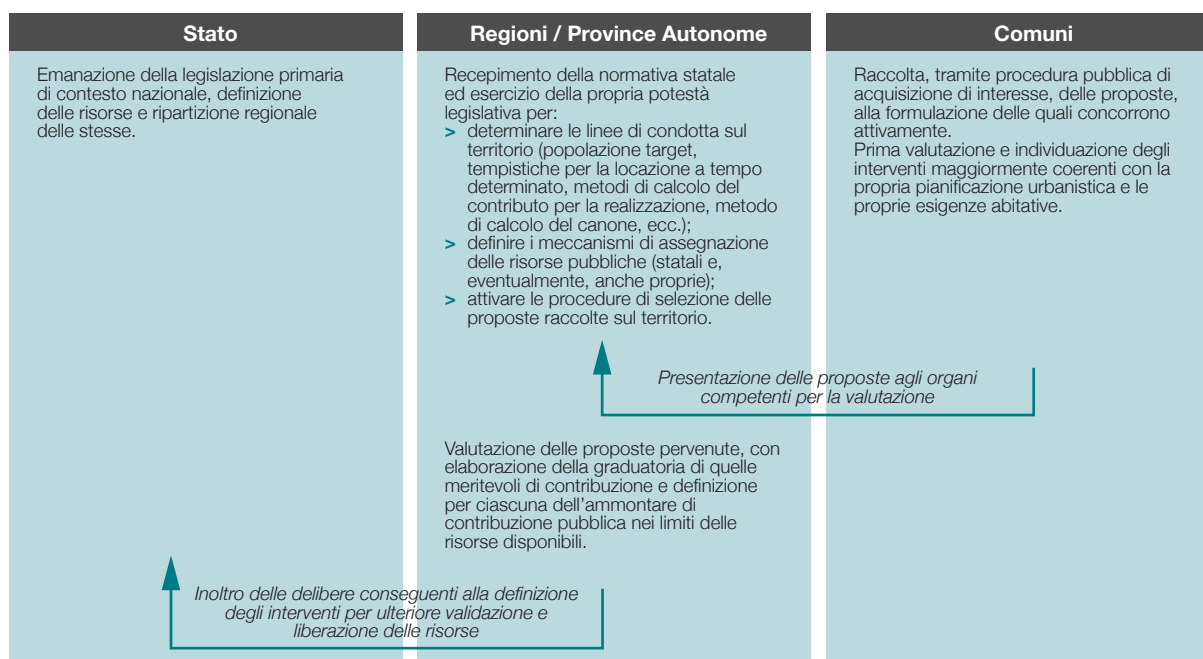 Stato
Emanazione della legislazione primaria
di contesto nazionale, definizione
delle risorse e ripartizione regionale
delle stesse.
Regioni / Province Autonome
Recepimento della normativa statale
ed esercizio della propria potestà
legislativa per:
> determinare le linee di condotta sul
territorio (popolazione target,
tempistiche per la locazione a tempo
determinato, metodi di calcolo del
contributo per la realizzazione, metodo
di calcolo del canone, ecc.);
> definire i meccanismi di assegnazione
delle risorse pubbliche (statali e,
eventualmente, anche proprie);
> attivare le procedure di selezione delle
proposte raccolte sul territorio.
Comuni
Raccolta, tramite procedura pubblica di
acquisizione di interesse, delle proposte,
alla formulazione delle quali concorrono
attivamente.
Prima valutazione e individuazione degli
interventi maggiormente coerenti con la
propria pianificazione urbanistica e le
proprie esigenze abitative.
Presentazione delle proposte agli organi
competenti per la valutazione
Valutazione delle proposte pervenute, con
elaborazione della graduatoria di quelle
meritevoli di contribuzione e definizione
per ciascuna dell'ammontare di
contribuzione pubblica nei limiti delle
risorse disponibili.
Inoltro delle delibere conseguenti alla definizione
degli interventi per ulteriore validazione e
liberazione delle risorse